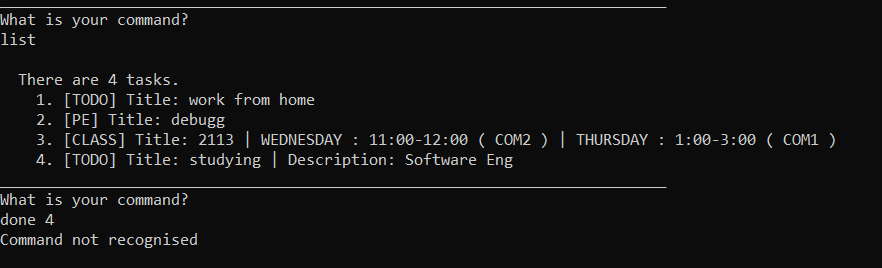 What is your command?
list
There are 4 tasks.
1. [TODO] Title: work from home
2. [PE] Title: debugg
3. [CLASS] Title: 2113 | WEDNESDAY : 11:00-12:00 ( COM2 ) | THURSDAY : 1:00-3:00 ( COM1 )
4. [TODO] Title: studying | Description: Software Eng
What is your command?
done 4
Command not recognised